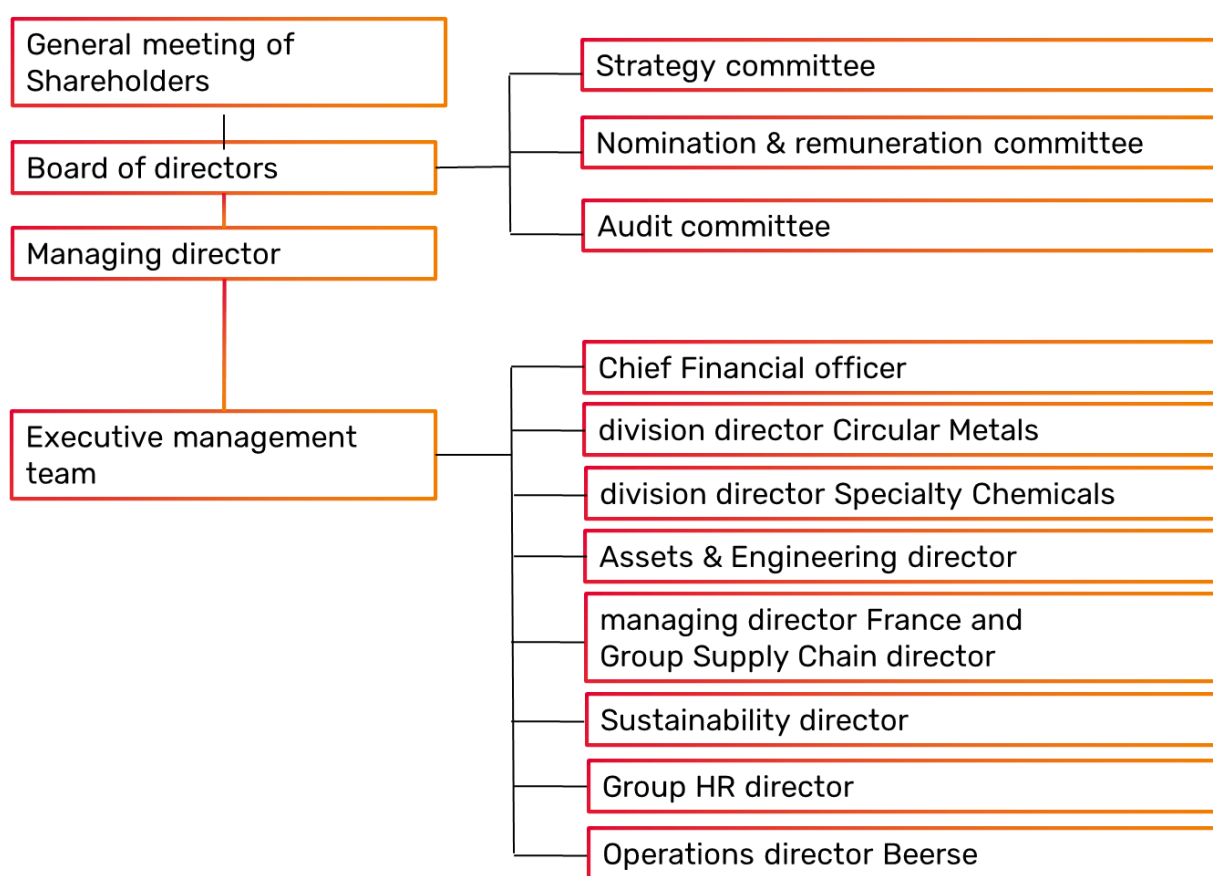 General meeting of
Shareholders
Board of directors
Managing director
Executive management
team
Strategy committee
Nomination & remuneration committee
Audit committee
Chief Financial officer
division director Circular Metals
division director Specialty Chemicals
Assets & Engineering director
managing director France and
Group Supply Chain director
Sustainability director
Group HR director
Operations director Beerse